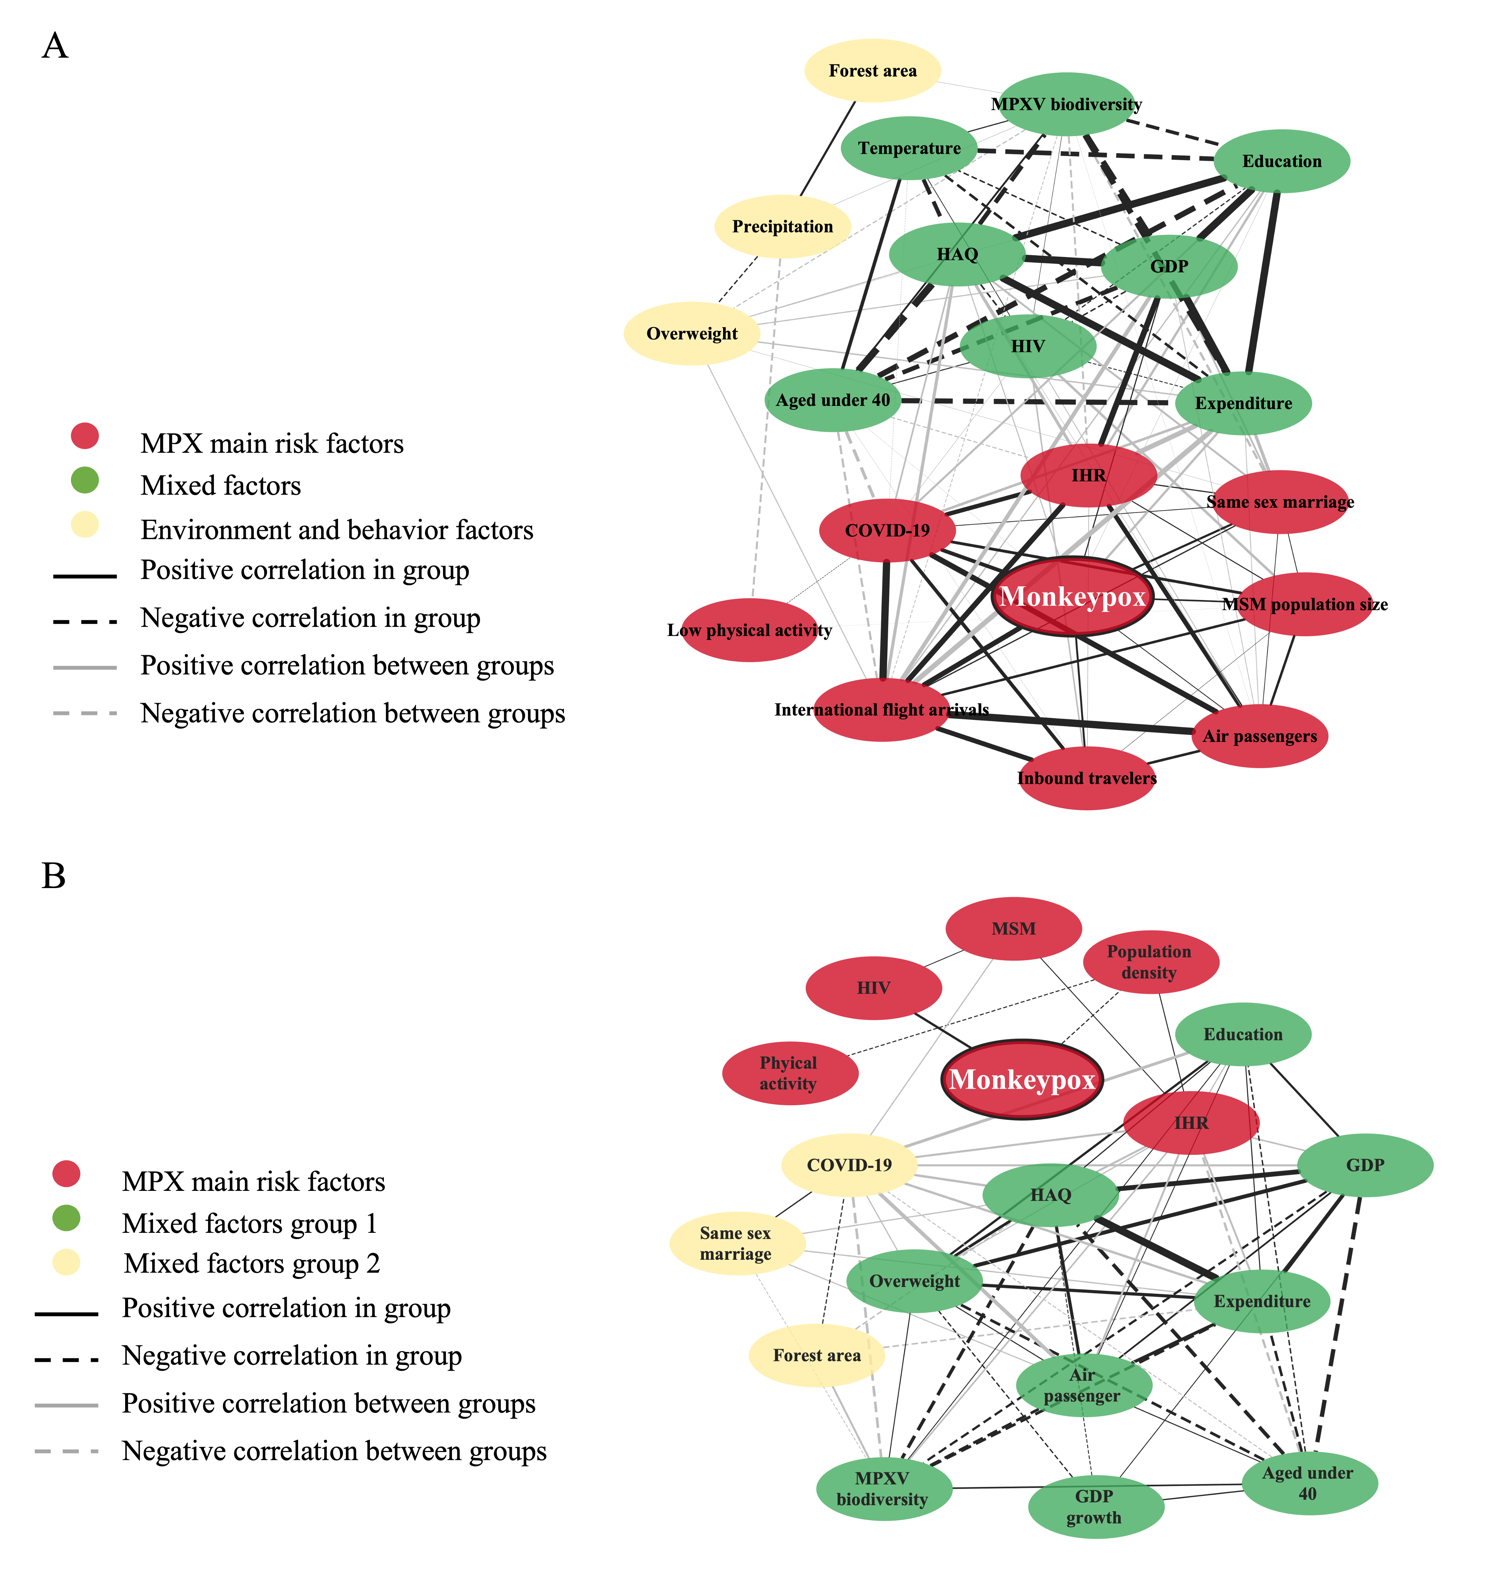 A
Forest area
MPXV biodiversity
Temperature
Education
Precipitation
HAQ
GDP
Overweight
HIV
Aged under 40
Expenditure
MPX main risk factors
Mixed factors
Environment and behavior factors
Positive correlation in group
Negative correlation in group
Positive correlation between groups
Negative correlation between groups
IHR
Same sex marriage
COVID-19
Monkeypox
MSM population size
Low physical activity
International flight arrivals
Air passengers
Inbound travelers
B
MSM
Population
density
HIV
Education
Phyical
activity
Monkeypox
IHR
COVID-19
GDP
HAQ
Same sex
marriage
Overweight
Expenditure
Forest area
Air
passenger
MPXV
biodiversity
GDP
growth
Aged under
40
MPX main risk factors
Mixed factors group 1
Mixed factors group 2
Positive correlation in group
Negative correlation in group
Positive correlation between groups
Negative correlation between groups